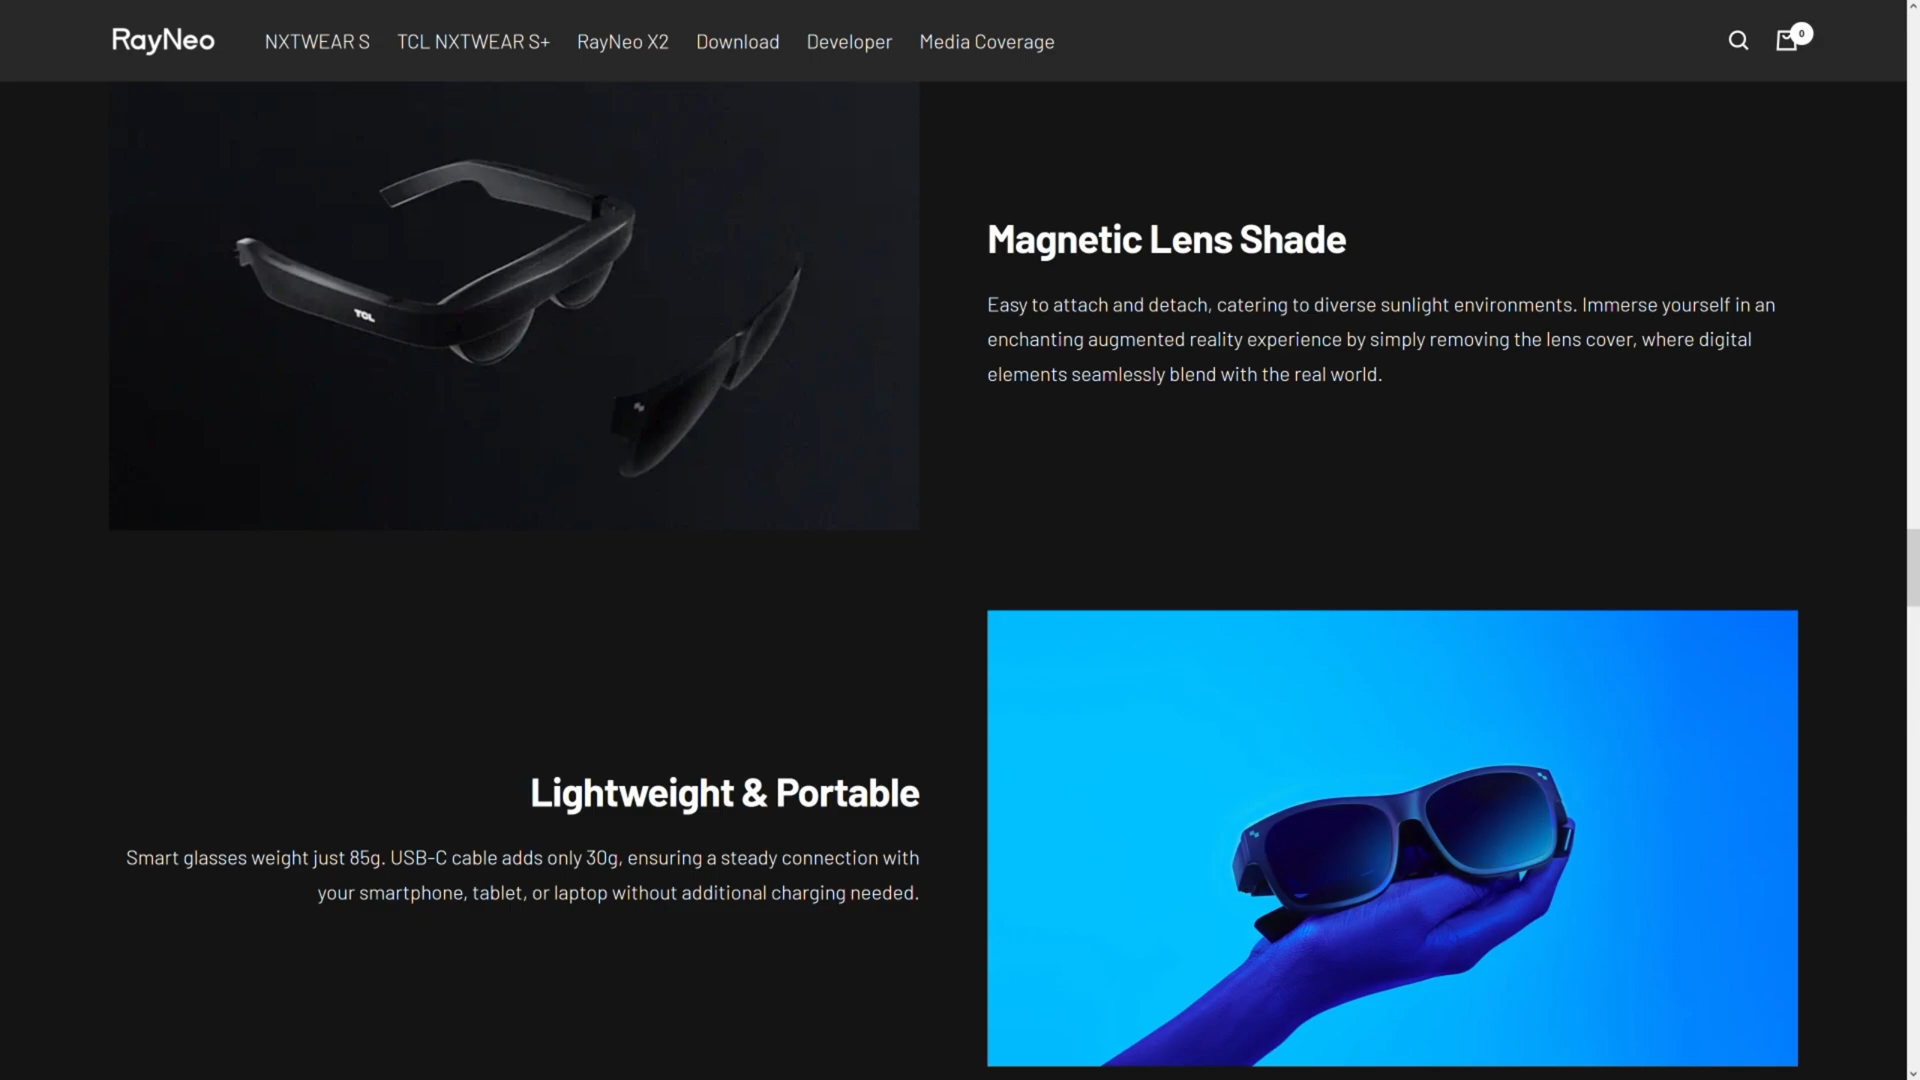 RayNeo
NXTWEAR S
TCL NXTWEAR S+
RayNeo X2
Download
Developer
Media Coverage
0
TCL
Magnetic Lens Shade
Easy to attach and detach, catering to diverse sunlight environments. Immerse yourself in an
enchanting augmented reality experience by simply removing the lens cover, where digital
elements seamlessly blend with the real world.
Lightweight & Portable
Smart glasses weight just 85g. USB-C cable adds only 30g, ensuring a steady connection with
your smartphone, tablet, or laptop without additional charging needed.